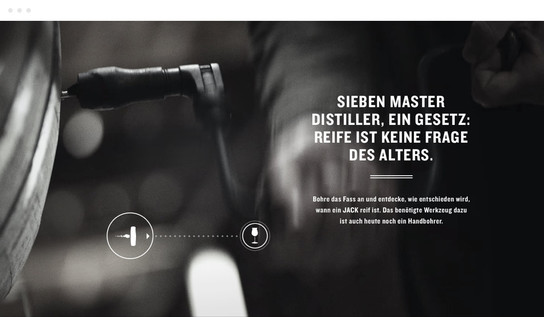 SIEBEN MASTER
DISTILLER, EIN GESETZ:
REIFE IST KEINE FRAGE
DES ALTERS.
Bohre das Fass an und entdecke, wie entschieden wird,
wann ein JACK reif ist. Das benötigte Werkzeug dazu
ist auch heute noch ein Handbohrer.